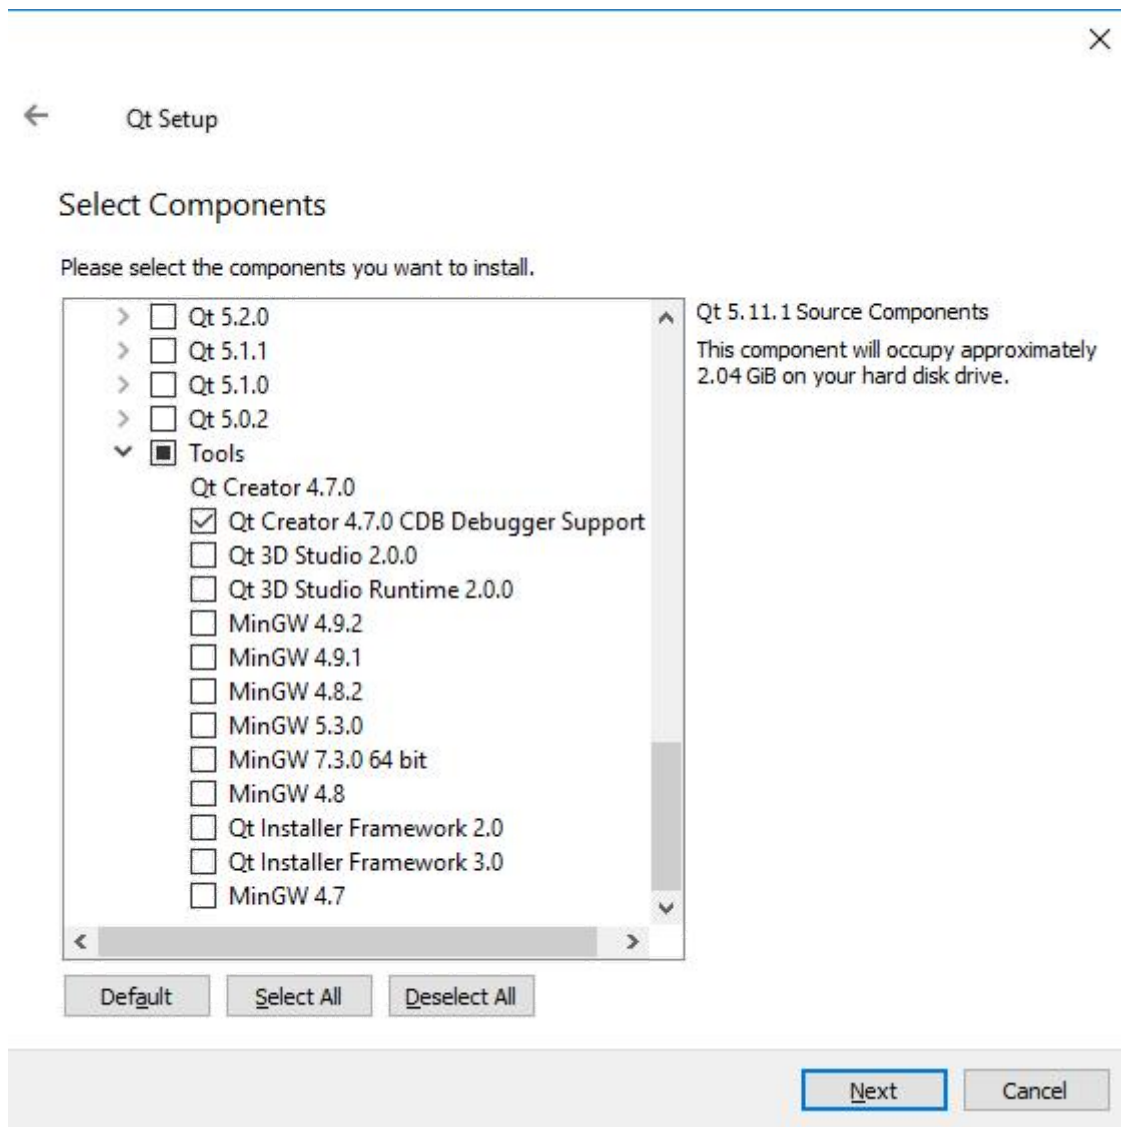 Qt Setup
Select Components
Please select the components you want to install.
Qt 5.2.0
Qt 5.1.1
Qt 5.1.0
Qt 5.0.2
Tools
Qt Creator 4.7.0
Qt Creator 4.7.0 CDB Debugger Support
Qt 3D Studio 2.0.0
Qt 3D Studio Runtime 2.0.0
MinGW 4.9.2
MinGW 4.9.1
MinGW 4.8.2
MinGW 5.3.0
MinGW 7.3.0 64 bit
MinGW 4.8
Qt Installer Framework 2.0
Qt Installer Framework 3.0
MinGW 4.7
Qt 5.11.1 Source Components
This component will occupy approximately
2.04 GiB on your hard disk drive.
Default Select All Deselect All
Next Cancel